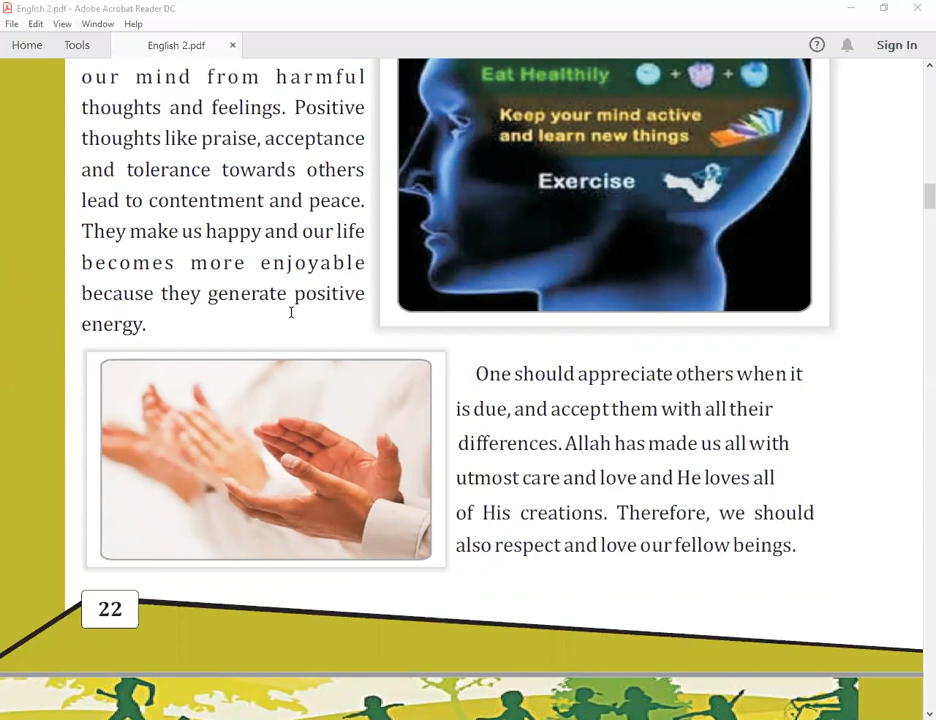 English 2.pdf - Adobe Acrobat Reader DC
File Edit View Window Help
Home Tools English 2.pdf × ? Sign In
our mind from harmful
thoughts and feelings. Positive
thoughts like praise, acceptance
and tolerance towards others
lead to contentment and peace.
They make us happy and our life
becomes more enjoyable
because they generate positive
energy.
Eat Healthily + +
Keep your mind active
and learn new things
Exercise
One should appreciate others when it
is due, and accept them with all their
differences. Allah has made us all with
utmost care and love and He loves all
of His creations. Therefore, we should
also respect and love our fellow beings.
22